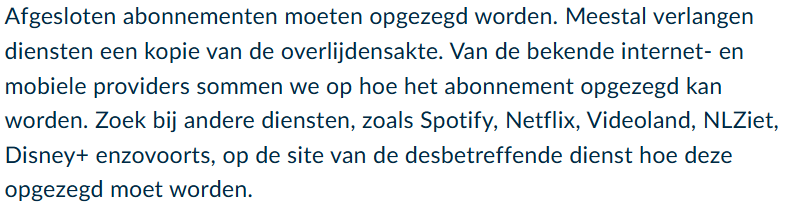 Afgesloten abonnementen moeten opgezegd worden. Meestal verlangen
diensten een kopie van de overlijdensakte. Van de bekende internet- en
mobiele providers sommen we op hoe het abonnement opgezegd kan
worden. Zoek bij andere diensten, zoals Spotify, Netflix, Videoland, NLZiet,
Disney+ enzovoorts, op de site van de desbetreffende dienst hoe deze
opgezegd moet worden.